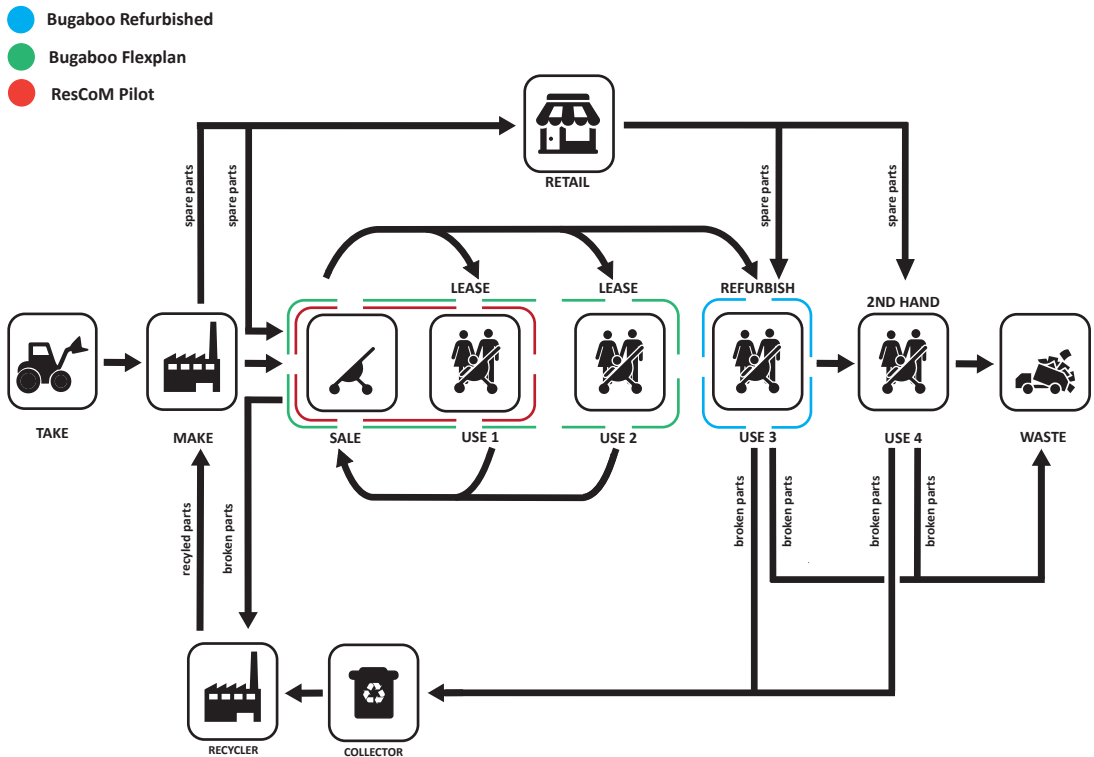 Bugaboo Refurbished
Bugaboo Flexplan
ResCoM Pilot
RETAIL
spare parts
spare parts
spare parts
spare parts
LEASE
LEASE
REFURBISH
2ND HAND
TAKE
MAKE
SALE
USE 1
USE 2
USE 3
USE 4
WASTE
recyled parts
broken parts
broken parts
broken parts
broken parts
broken parts
RECYCLER
COLLECTOR